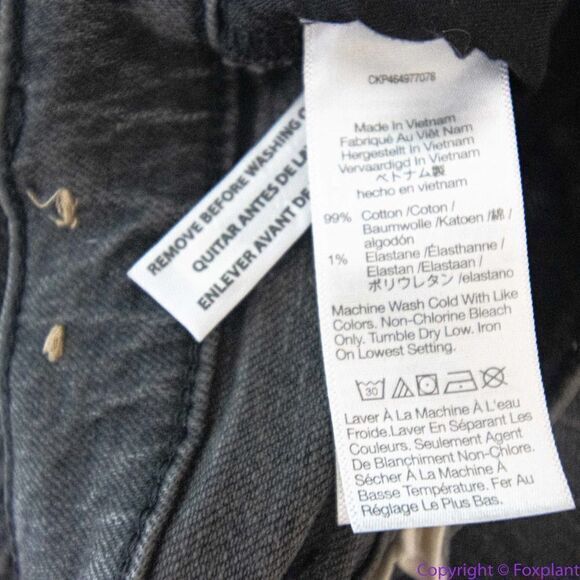 CKP464977078
Made In Vietnam
Fabriqué Au Viêt Nam
Hergestellt In Vietnam
Vervaardigd In Vietnam
ベトナム製
hecho en vietnam
99% Cotton /Coton /
Baumwolle /Katoen /綿 /
algodón
1% Elastane /Élasthanne /
Elastan /Elastaan /
ポリウレタン /elastano
Machine Wash Cold With Like
Colors. Non-Chlorine Bleach
Only. Tumble Dry Low. Iron
On Lowest Setting.
30
Laver À La Machine À L'eau
Froide.Laver En Séparant Les
Couleurs. Seulement Agent
De Blanchiment Non-Chlore.
Sécher À La Machine À
Basse Température. Fer Au
Réglage Le Plus Bas.
REMOVE BEFORE WASHING
QUITAR ANTES DE
ENLEVER AVANT DE
Copyright © Foxplant